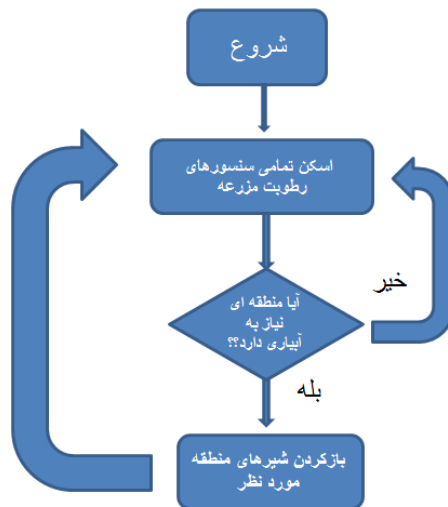 شروع
اسکن تمامی سنسورهای
رطوبت مزرعه
آیا منطقه ای
نیاز به
آبیاری دارد؟؟
خیر
بله
بازکردن شیرهای منطقه
مورد نظر